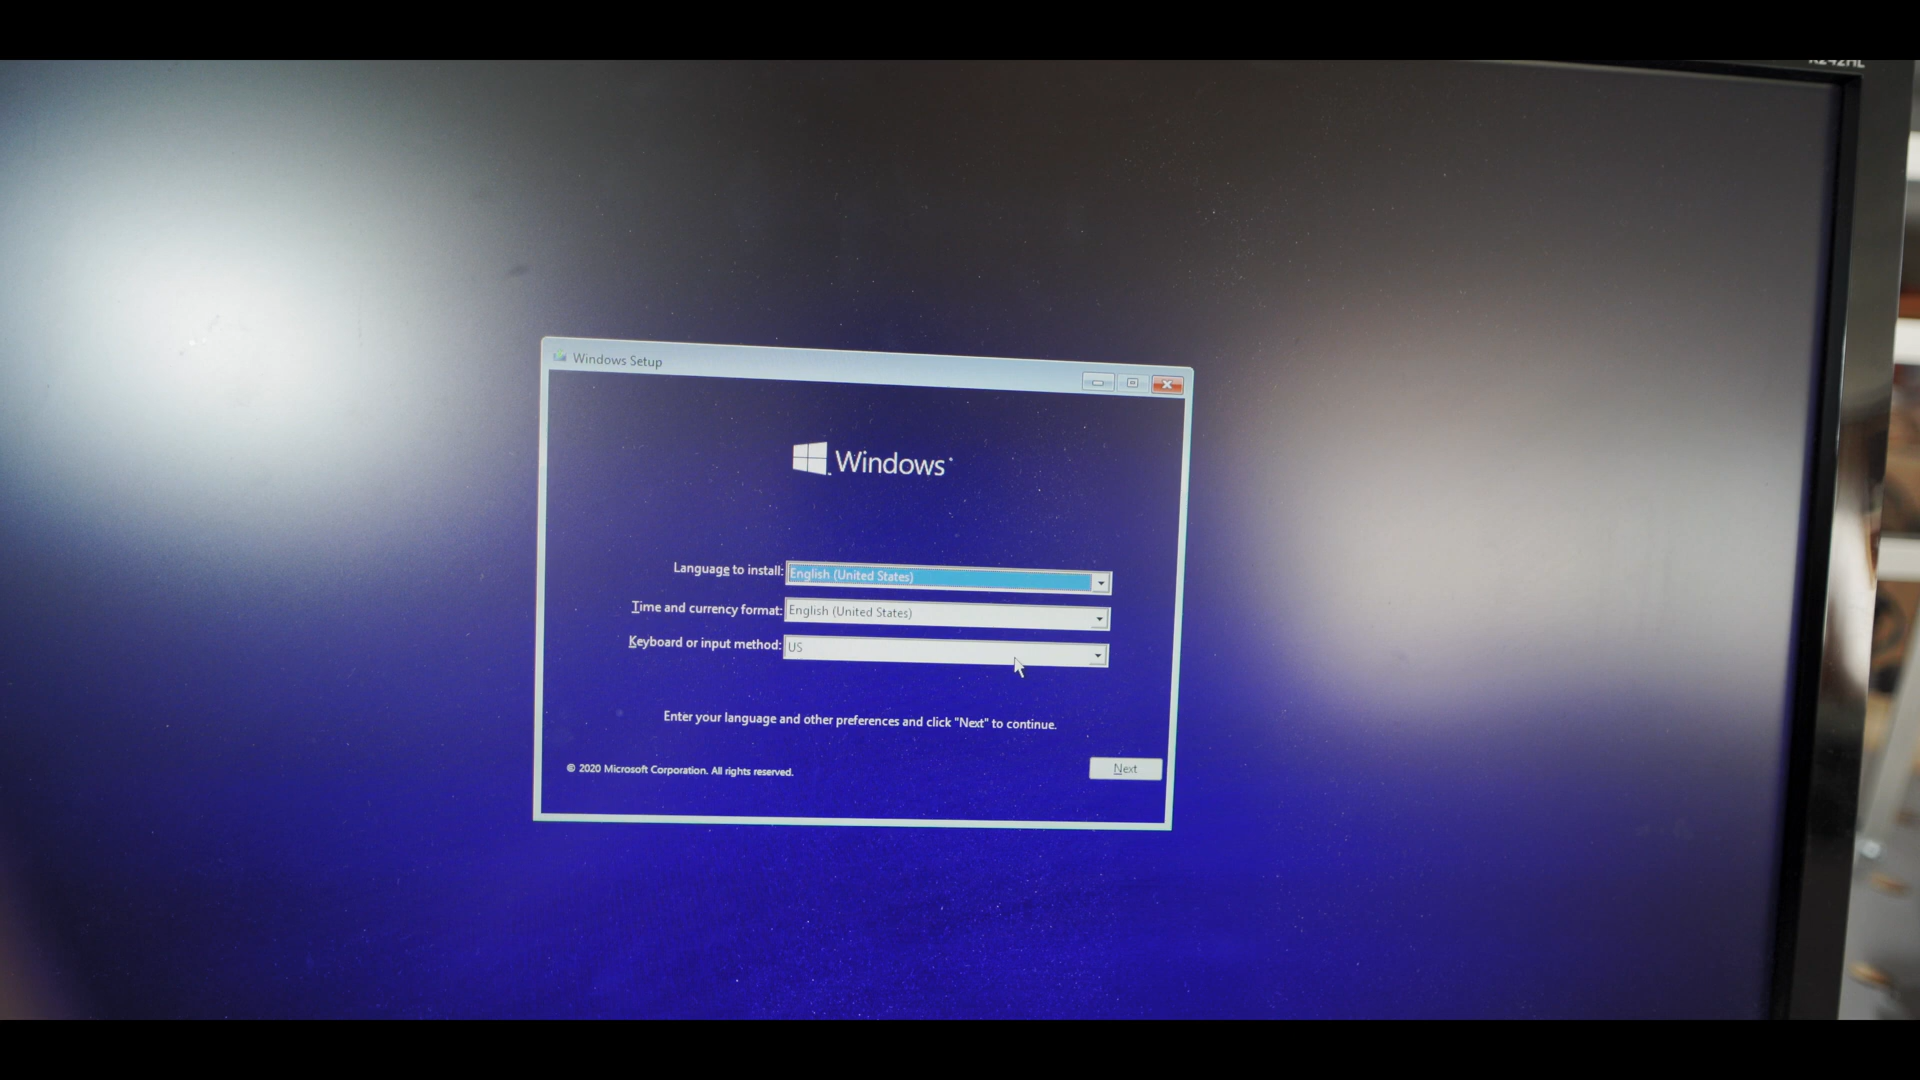 Windows Setup
Windows
Language to install: English (United States)
Time and currency format: English (United States)
Keyboard or input method: US
Enter your language and other preferences and click "Next" to continue.
© 2020 Microsoft Corporation. All rights reserved.
Next